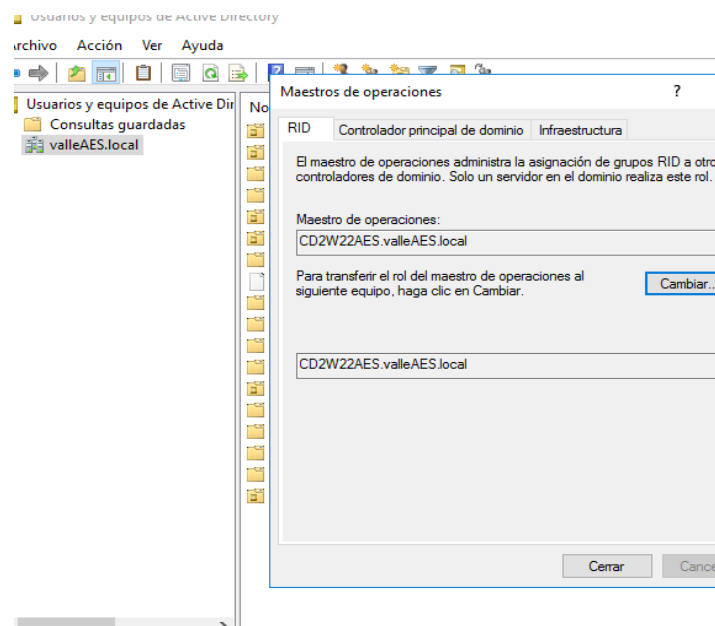 Usuarios y equipos de Active Directory
Archivo Acción Ver Ayuda
Usuarios y equipos de Active Dir
Consultas guardadas
valleAES.local
No
Maestros de operaciones ?
RID Controlador principal de dominio Infraestructura
El maestro de operaciones administra la asignación de grupos RID a otro
controladores de dominio. Solo un servidor en el dominio realiza este rol.
Maestro de operaciones:
CD2W22AES.valleAES.local
Para transferir el rol del maestro de operaciones al
siguiente equipo, haga clic en Cambiar.
Cambiar...
CD2W22AES.valleAES.local
Cerrar Cance